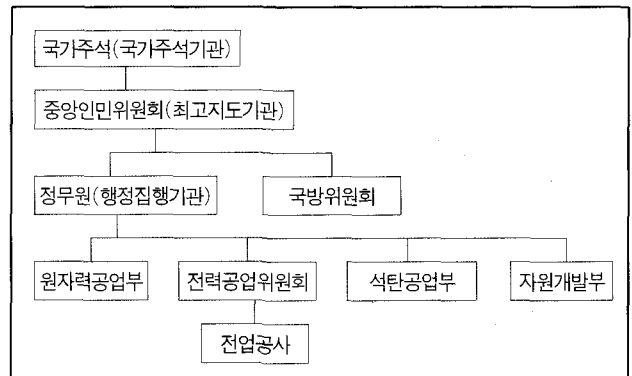 국가주석(국가주석기관)
중앙인민위원회(최고지도기관)
정무원(행정집행기관) 국방위원회
원자력공업부 전력공업위원회 석탄공업부 자원개발부
전업공사